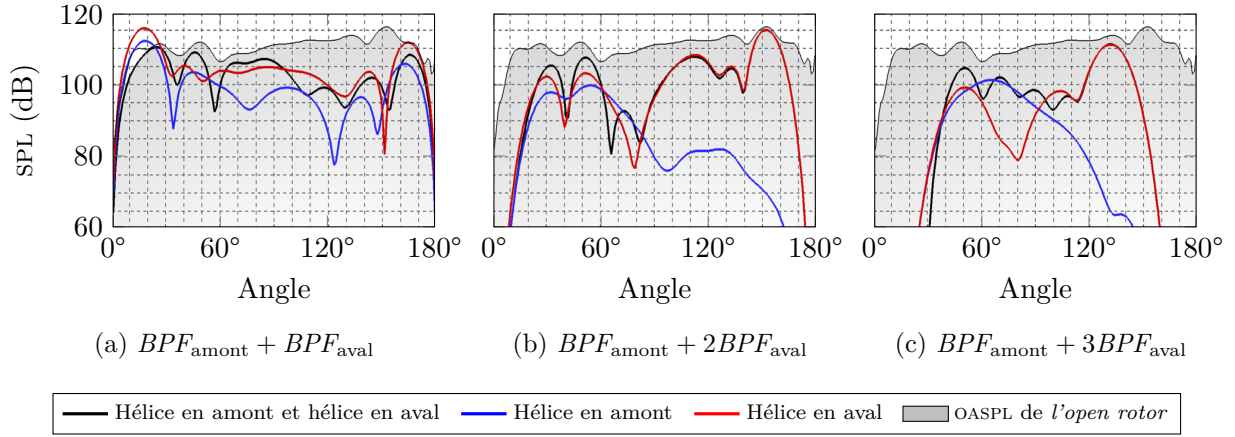 120
100
80
60
SPL (dB)
0° 60° 120° 180°
0° 60° 120° 180°
0° 60° 120° 180°
Angle
Angle
Angle
(a) BPF_amont + BPF_aval
(b) BPF_amont + 2BPF_aval
(c) BPF_amont + 3BPF_aval
Hélice en amont et hélice en aval Hélice en amont Hélice en aval OASPL de l'open rotor